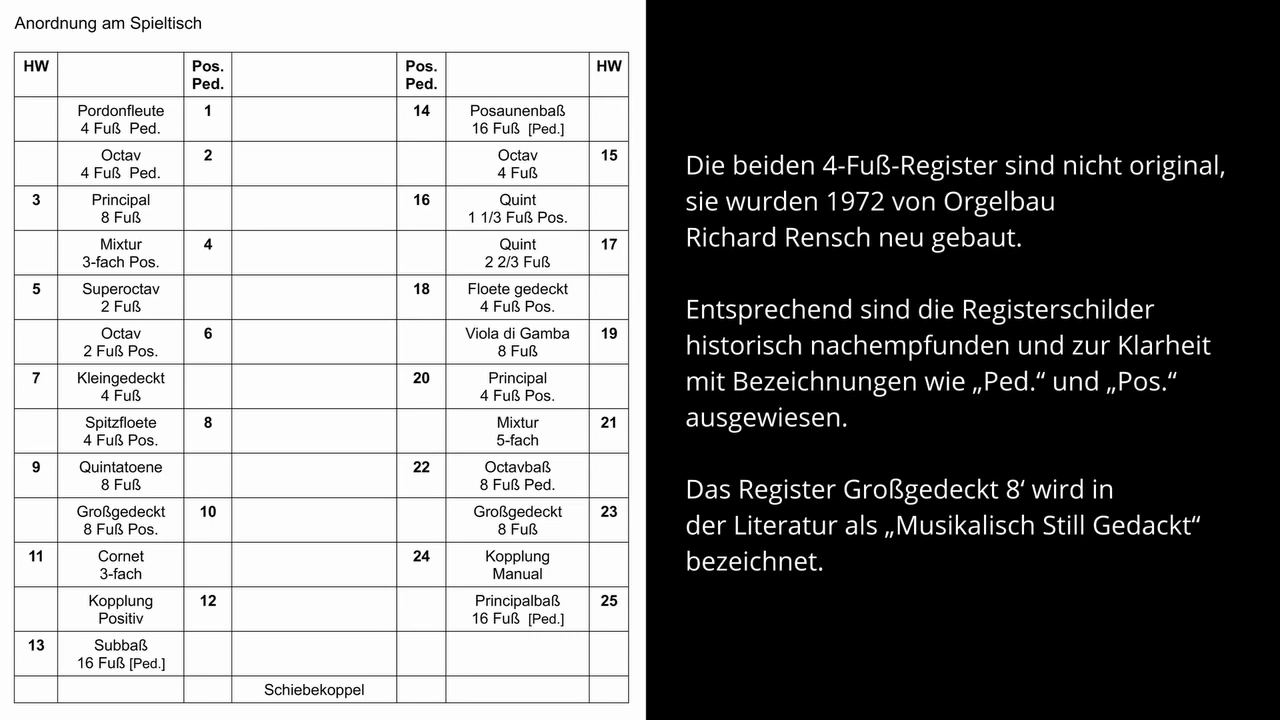 Anordnung am Spieltisch
HW Pos. Pos. HW
Ped. Ped.
Pordonfleute 1 14 Posaunenbaß
4 Fuß Ped. 16 Fuß [Ped.]
Octav 2 Octav 15
4 Fuß Ped. 4 Fuß
3 Principal 16 Quint
8 Fuß 1 1/3 Fuß Pos.
Mixtur 4 Quint 17
3-fach Pos. 2 2/3 Fuß
5 Superoctav 18 Floete gedeckt
2 Fuß 4 Fuß Pos.
Octav 6 Viola di Gamba 19
2 Fuß Pos. 8 Fuß
7 Kleingedeckt 20 Principal
4 Fuß 4 Fuß Pos.
Spitzfloete 8 Mixtur 21
4 Fuß Pos. 5-fach
9 Quintatoene 22 Octavbaß
8 Fuß 8 Fuß Ped.
Großgedeckt 10 Großgedeckt 23
8 Fuß Pos. 8 Fuß
11 Cornet 24 Kopplung
3-fach Manual
Kopplung 12 Principalbaß 25
Positiv 16 Fuß [Ped.]
13 Subbaß
16 Fuß [Ped.]
Schiebekoppel
Die beiden 4-Fuß-Register sind nicht original,
sie wurden 1972 von Orgelbau
Richard Rensch neu gebaut.
Entsprechend sind die Registerschilder
historisch nachempfunden und zur Klarheit
mit Bezeichnungen wie „Ped.“ und „Pos.“
ausgewiesen.
Das Register Großgedeckt 8‘ wird in
der Literatur als „Musikalisch Still Gedackt“
bezeichnet.